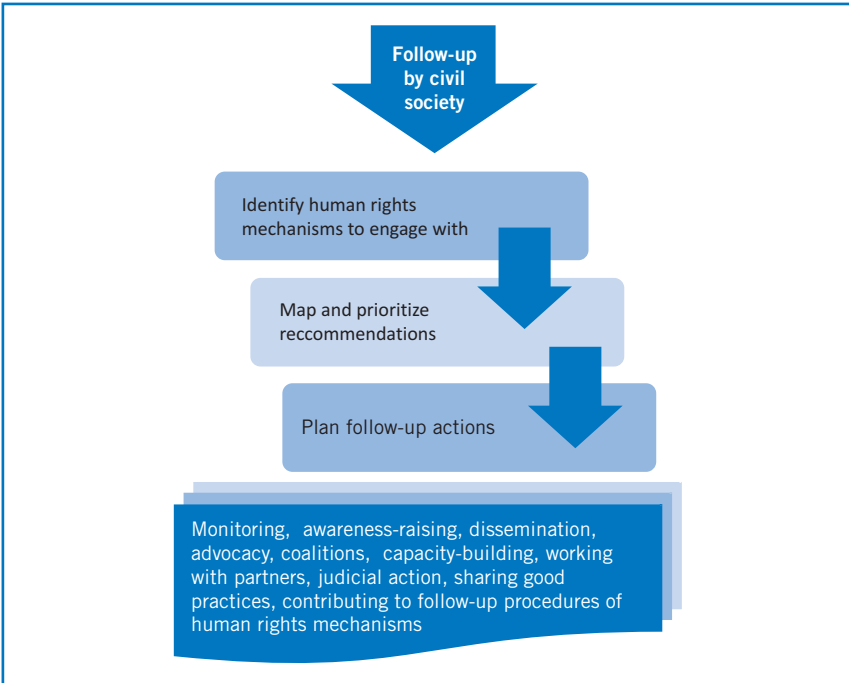 Follow-up
by civil
society
Identify human rights
mechanisms to engage with
Map and prioritize
reccommendations
Plan follow-up actions
Monitoring, awareness-raising, dissemination,
advocacy, coalitions, capacity-building, working
with partners, judicial action, sharing good
practices, contributing to follow-up procedures of
human rights mechanisms